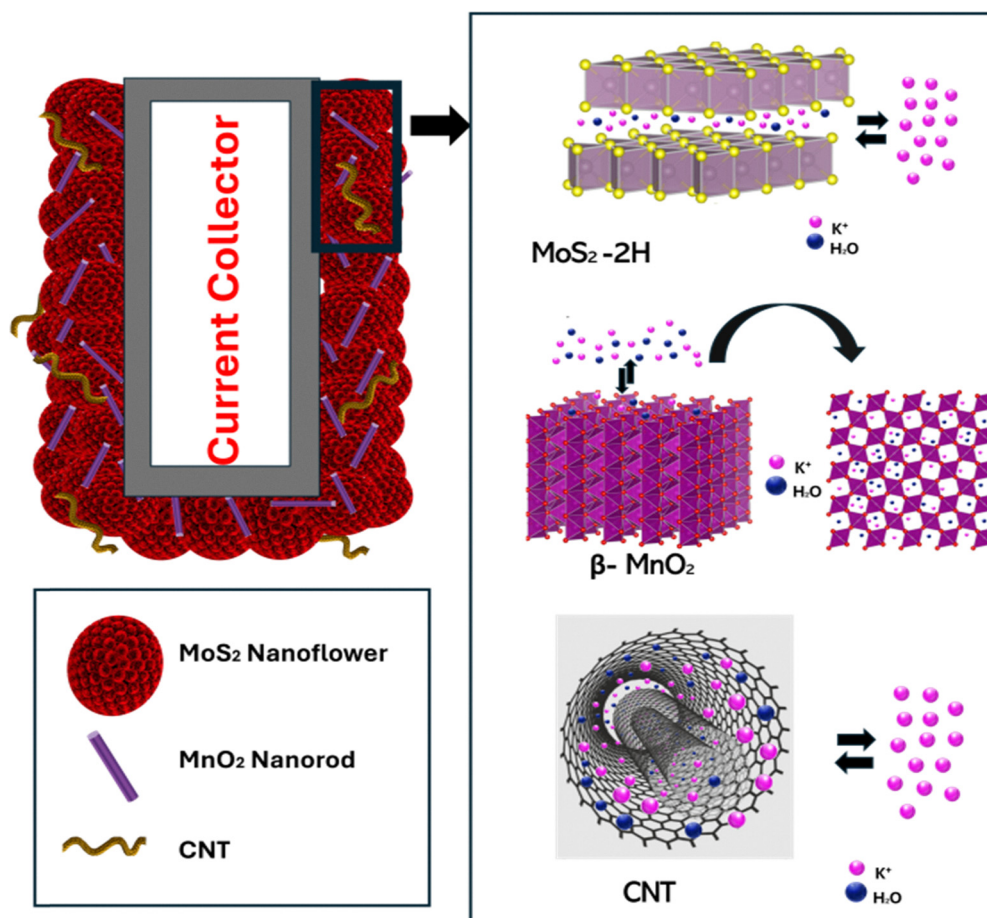 Current Collector
MoS₂ Nanoflower
MnO₂ Nanorod
CNT
K⁺
H₂O
MoS₂ -2H
K⁺
H₂O
β- MnO₂
CNT
K⁺
H₂O